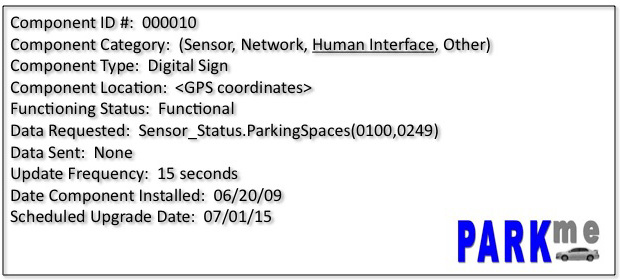 Component ID #: 000010
Component Category: (Sensor, Network, Human Interface, Other)
Component Type: Digital Sign
Component Location: <GPS coordinates>
Functioning Status: Functional
Data Requested: Sensor_Status.ParkingSpaces(0100,0249)
Data Sent: None
Update Frequency: 15 seconds
Date Component Installed: 06/20/09
Scheduled Upgrade Date: 07/01/15
PARKme